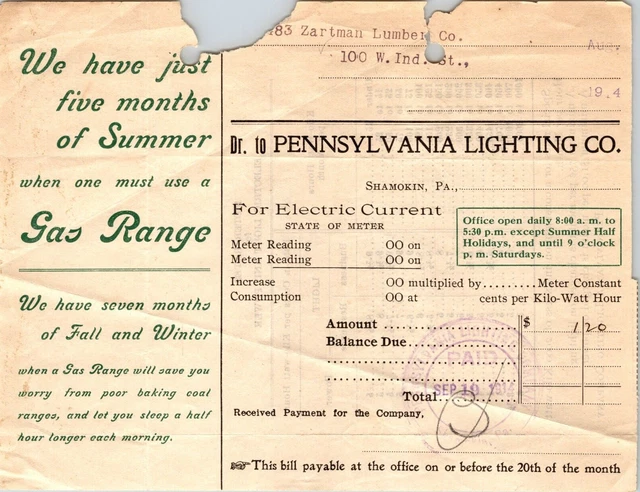 We have just
five months
of Summer
when one must use a
Gas Range
We have seven months
of Fall and Winter
when a Gas Range will save you
worry from poor baking coal
ranges, and let you sleep a half
hour longer each morning.
483 Zartman Lumber Co.
100 W. Ind. St.,
Dr. to PENNSYLVANIA LIGHTING CO.
SHAMOKIN, PA.,
For Electric Current
STATE OF METER
Office open daily 8:00 a. m. to
5:30 p.m. except Summer Half
Holidays, and until 9 o'clock
p. m. Saturdays.
Meter Reading 00 on
Meter Reading 00 on
Increase 00 multiplied by Meter Constant
Consumption 00 at cents per Kilo-Watt Hour
Amount $ 1 20
Balance Due
PAID
SEP 10
Total
Received Payment for the Company,
This bill payable at the office on or before the 20th of the month